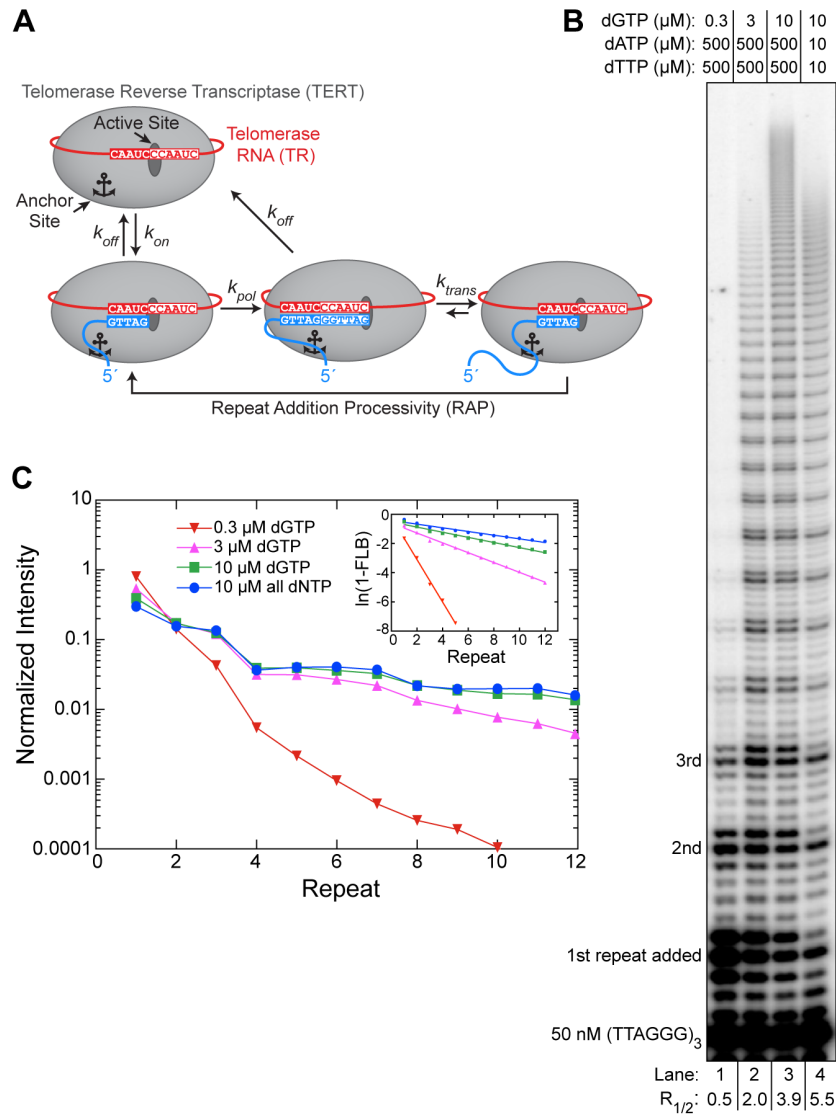 A
Telomerase Reverse Transcriptase (TERT)
Active Site
Telomerase
RNA (TR)
CAAUCCCAAUC
Anchor
Site
koff
kon
koff
CAAUCCCAAUC
GTTAG
5´
kpol
CAAUCCCAAUC
GTTAGGGTTAG
5´
ktrans
CAAUCCCAAUC
GTTAG
5´
Repeat Addition Processivity (RAP)
B
dGTP (µM): 0.3 3 10 10
dATP (µM): 500 500 500 10
dTTP (µM): 500 500 500 10
3rd
2nd
1st repeat added
50 nM (TTAGGG)3
Lane: 1 2 3 4
R1/2: 0.5 2.0 3.9 5.5
C
Normalized Intensity
10
1
0.1
0.01
0.001
0.0001
0 2 4 6 8 10 12
Repeat
0.3 µM dGTP
3 µM dGTP
10 µM dGTP
10 µM all dNTP
ln(1-FLB)
0
-2
-4
-6
-8
0 2 4 6 8 10 12 14
Repeat